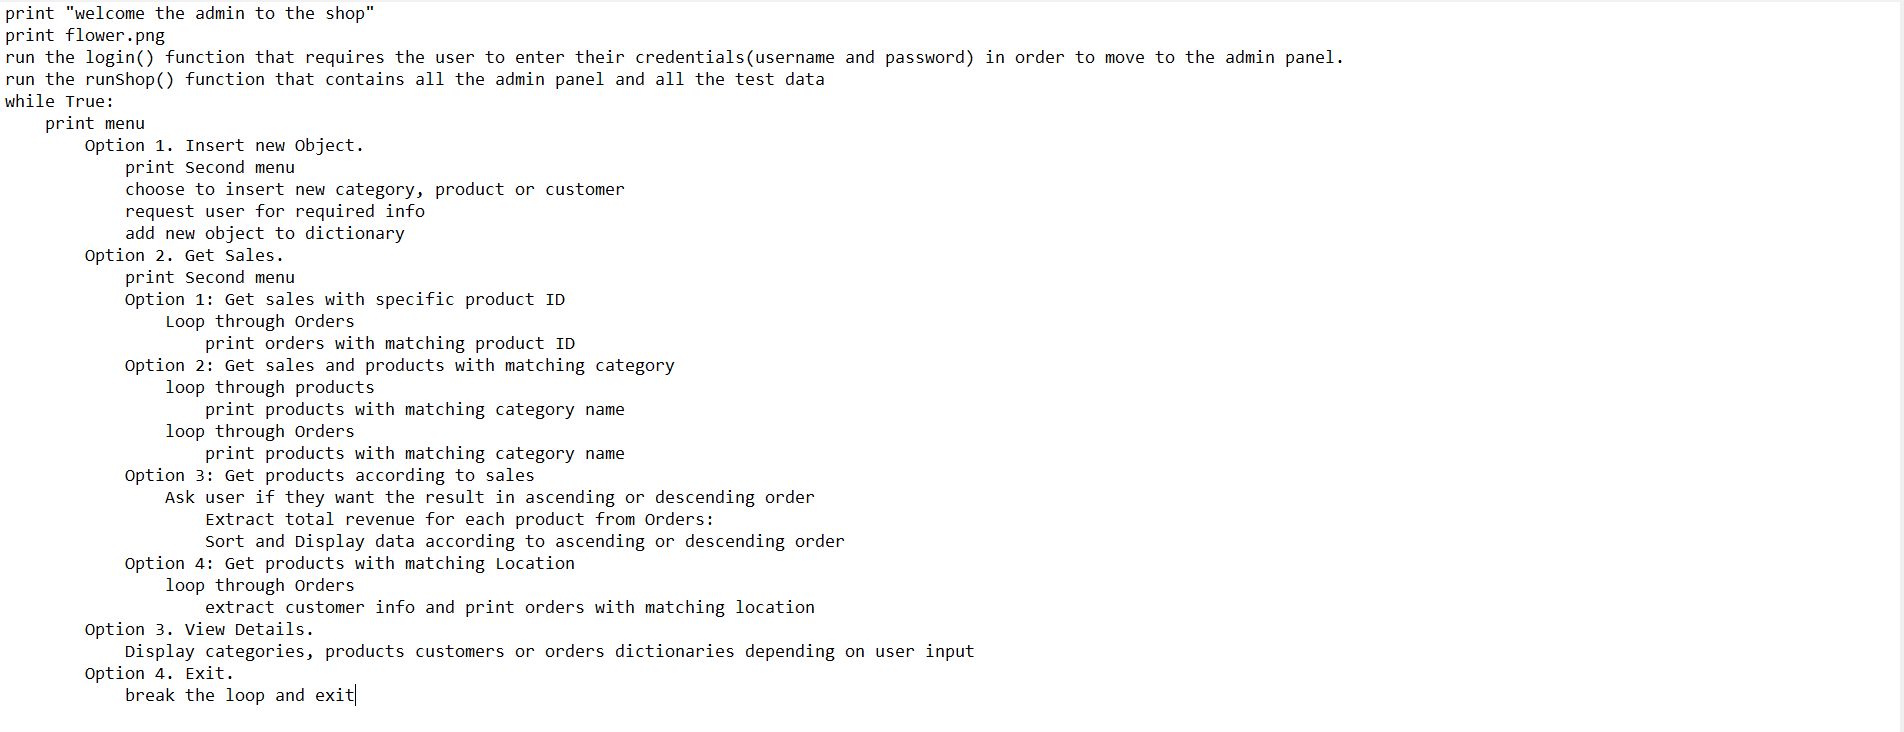 print "welcome the admin to the shop"
print flower.png
run the login() function that requires the user to enter their credentials(username and password) in order to move to the admin panel.
run the runShop() function that contains all the admin panel and all the test data
while True:
    print menu
        Option 1. Insert new Object.
            print Second menu
            choose to insert new category, product or customer
            request user for required info
            add new object to dictionary
        Option 2. Get Sales.
            print Second menu
            Option 1: Get sales with specific product ID
                Loop through Orders
                    print orders with matching product ID
            Option 2: Get sales and products with matching category
                loop through products
                    print products with matching category name
                loop through Orders
                    print products with matching category name
            Option 3: Get products according to sales
                Ask user if they want the result in ascending or descending order
                    Extract total revenue for each product from Orders:
                    Sort and Display data according to ascending or descending order
            Option 4: Get products with matching Location
                loop through Orders
                    extract customer info and print orders with matching location
        Option 3. View Details.
            Display categories, products customers or orders dictionaries depending on user input
        Option 4. Exit.
            break the loop and exit